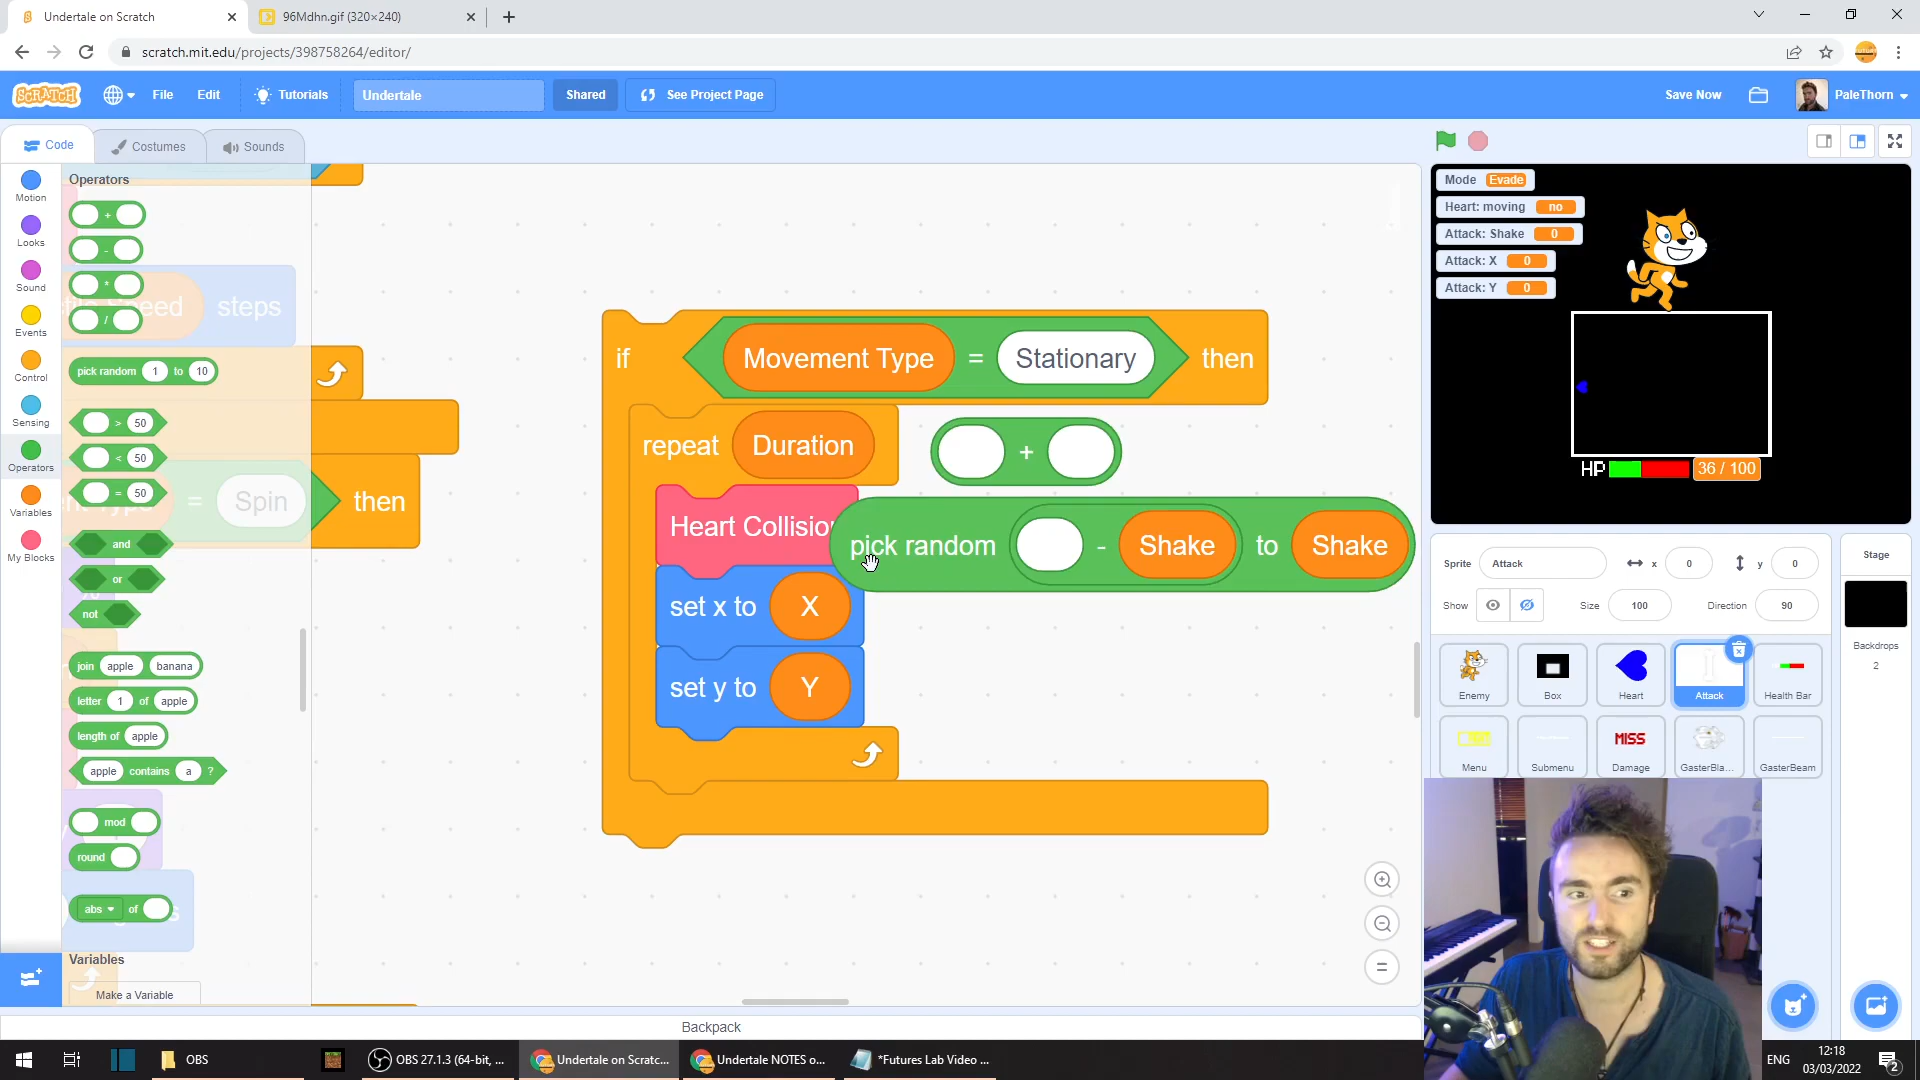 Undertale on Scratch
96Mdhn.gif (320×240)
scratch.mit.edu/projects/398758264/editor/
SCRATCH
File
Edit
Tutorials
Undertale
Shared
See Project Page
Save Now
PaleThorn
Code
Costumes
Sounds
Motion
Looks
Sound
Events
Control
Sensing
Operators
Variables
My Blocks
Operators
+
-
*
/
steps
pick random 1 to 10
> 50
< 50
= 50
= Spin then
and
or
not
join apple banana
letter 1 of apple
length of apple
apple contains a ?
mod
round
abs of
Variables
Make a Variable
if Movement Type = Stationary then
repeat Duration
+
Heart Collision
pick random - Shake to Shake
set x to X
set y to Y
Backpack
Mode Evade
Heart: moving no
Attack: Shake 0
Attack: X 0
Attack: Y 0
HP 36 / 100
Sprite Attack x 0 y 0
Show Size 100 Direction 90
Stage
Backdrops
2
Enemy
Box
Heart
Attack
Health Bar
Menu
Submenu
MISS
Damage
GasterBla...
GasterBeam
OBS
OBS 27.1.3 (64-bit, ...
Undertale on Scratc...
Undertale NOTES o...
*Futures Lab Video ...
ENG
12:18
03/03/2022
2